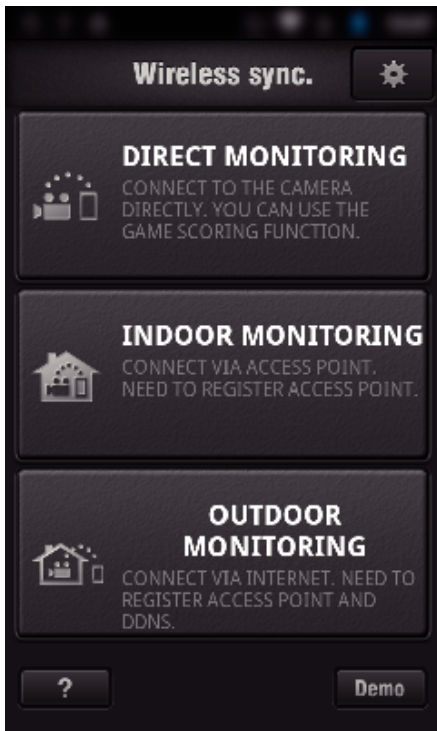 Wireless sync.
DIRECT MONITORING
CONNECT TO THE CAMERA
DIRECTLY. YOU CAN USE THE
GAME SCORING FUNCTION.
INDOOR MONITORING
CONNECT VIA ACCESS POINT.
NEED TO REGISTER ACCESS POINT.
OUTDOOR
MONITORING
CONNECT VIA INTERNET. NEED TO
REGISTER ACCESS POINT AND
DDNS.
?
Demo